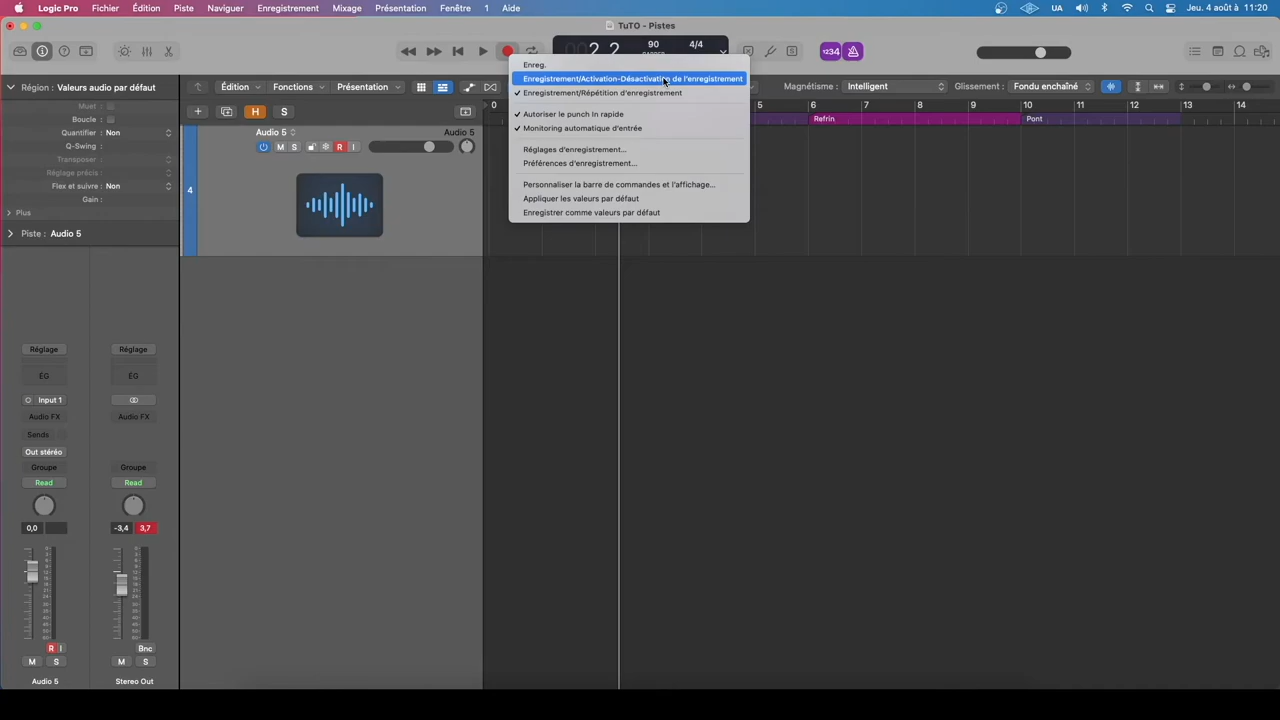 Logic Pro Fichier Édition Piste Naviguer Enregistrement Mixage Présentation Fenêtre 1 Aide UA Jeu. 4 août à 11:20
TuTO - Pistes
2 2 90 4/4 1234
Région : Valeurs audio par défaut
Muet :
Boucle :
Quantifier : Non
Q-Swing :
Transposer :
Réglage précis :
Flex et suivre : Non
Gain :
Plus
Piste : Audio 5
Édition Fonctions Présentation
Magnétisme : Intelligent Glissement : Fondu enchaîné
H S
0 5 6 7 8 9 10 11 12 13 14
Refrin Pont
Audio 5 Audio 5
M S R I
4
Enreg.
Enregistrement/Activation-Désactivation de l'enregistrement
Enregistrement/Répétition d'enregistrement
Autoriser le punch In rapide
Monitoring automatique d'entrée
Réglages d'enregistrement...
Préférences d'enregistrement...
Personnaliser la barre de commandes et l'affichage...
Appliquer les valeurs par défaut
Enregistrer comme valeurs par défaut
Réglage Réglage
ÉG ÉG
Input 1
Audio FX Audio FX
Sends
Out stéréo
Groupe Groupe
Read Read
0,0 -3,4 3,7
R I Bnc
M S M S
Audio 5 Stereo Out